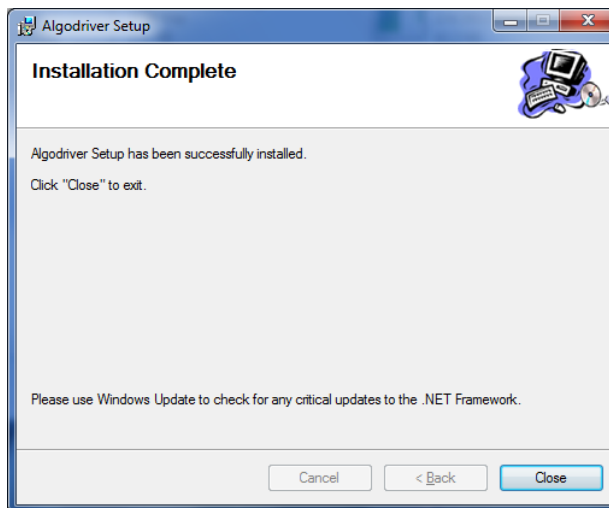 Algodriver Setup
Installation Complete
Algodriver Setup has been successfully installed.
Click "Close" to exit.
Please use Windows Update to check for any critical updates to the .NET Framework.
Cancel
< Back
Close